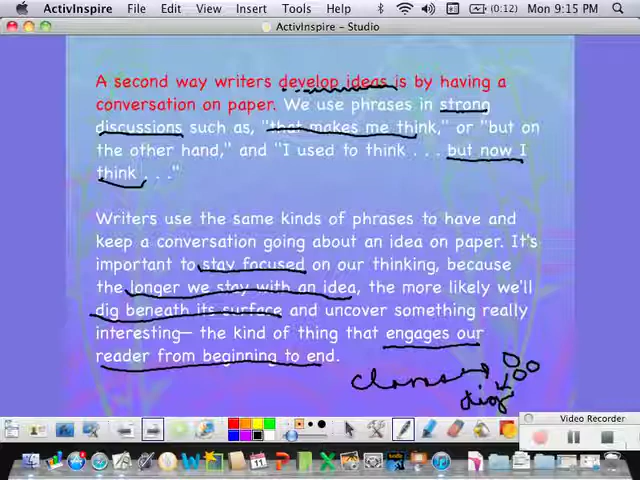 ActivInspire File Edit View Insert Tools Help (0:12) Mon 9:15 PM
ActivInspire - Studio
A second way writers develop ideas is by having a
conversation on paper. We use phrases in strong
discussions such as, "that makes me think," or "but on
the other hand," and "I used to think . . . but now I
think . . ."
Writers use the same kinds of phrases to have and
keep a conversation going about an idea on paper. It's
important to stay focused on our thinking, because
the longer we stay with an idea, the more likely we'll
dig beneath its surface and uncover something really
interesting— the kind of thing that engages our
reader from beginning to end.
dig
Video Recorder